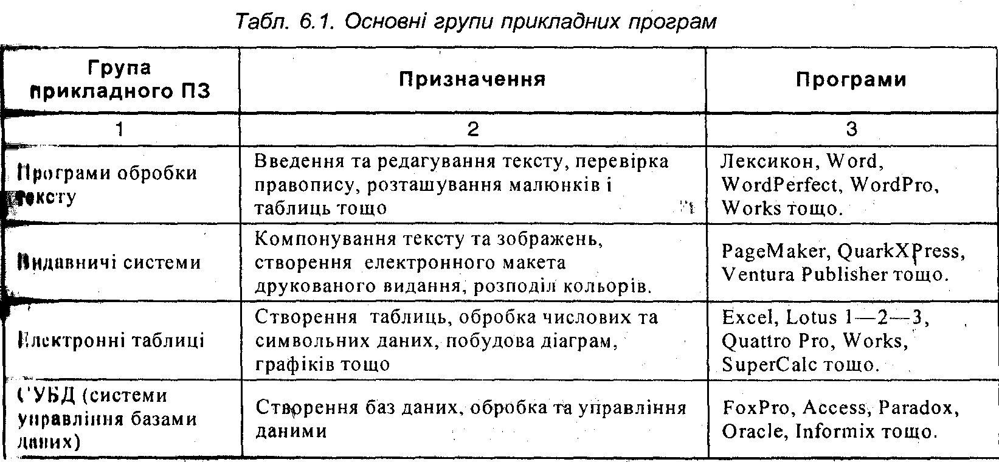 Табл. 6.1. Основні групи прикладних програм
Група
прикладного ПЗ
Призначення
Програми
1
2
3
Програми обробки
тексту
Введення та редагування тексту, перевірка
правопису, розташування малюнків і
таблиць тощо
Лексикон, Word,
WordPerfect, WordPro,
Works тощо.
Видавничі системи
Компонування тексту та зображень,
створення електронного макета
друкованого видання, розподіл кольорів.
PageMaker, QuarkXPress,
Ventura Publisher тощо.
Електронні таблиці
Створення таблиць, обробка числових та
символьних даних, побудова діаграм,
графіків тощо
Excel, Lotus 1—2—3,
Quattro Pro, Works,
SuperCalc тощо.
СУБД (системи
управління базами
даних)
Створення баз даних, обробка та управління
даними
FoxPro, Access, Paradox,
Oracle, Informix тощо.